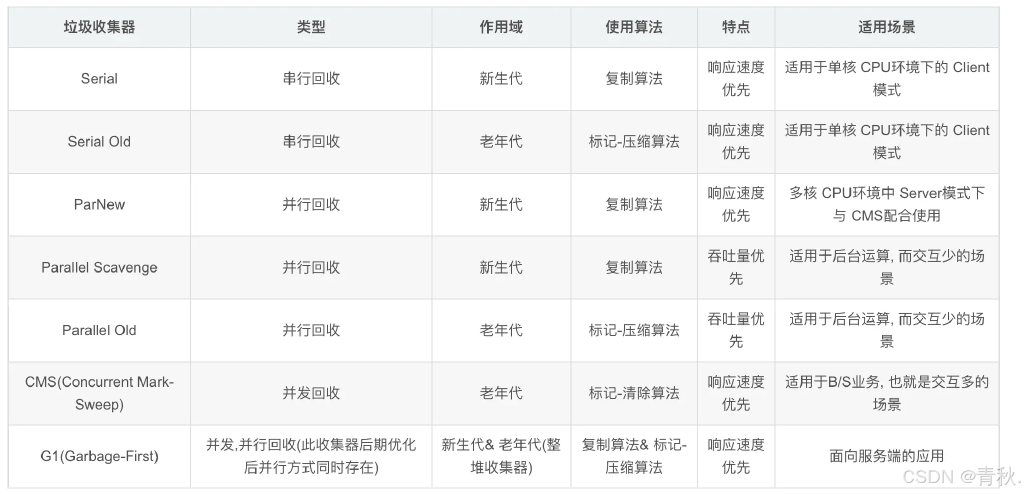 垃圾收集器 类型 作用域 使用算法 特点 适用场景
Serial 串行回收 新生代 复制算法 响应速度优先 适用于单核 CPU环境下的 Client模式
Serial Old 串行回收 老年代 标记-压缩算法 响应速度优先 适用于单核 CPU环境下的 Client模式
ParNew 并行回收 新生代 复制算法 响应速度优先 多核 CPU环境中 Server模式下与 CMS配合使用
Parallel Scavenge 并行回收 新生代 复制算法 吞吐量优先 适用于后台运算, 而交互少的场景
Parallel Old 并行回收 老年代 标记-压缩算法 吞吐量优先 适用于后台运算, 而交互少的场景
CMS(Concurrent Mark-Sweep) 并发回收 老年代 标记-清除算法 响应速度优先 适用于B/S业务, 也就是交互多的场景
G1(Garbage-First) 并发,并行回收(此收集器后期优化后并行方式同时存在) 新生代& 老年代(整堆收集器) 复制算法& 标记-压缩算法 响应速度优先 面向服务端的应用
CSDN @青秋.